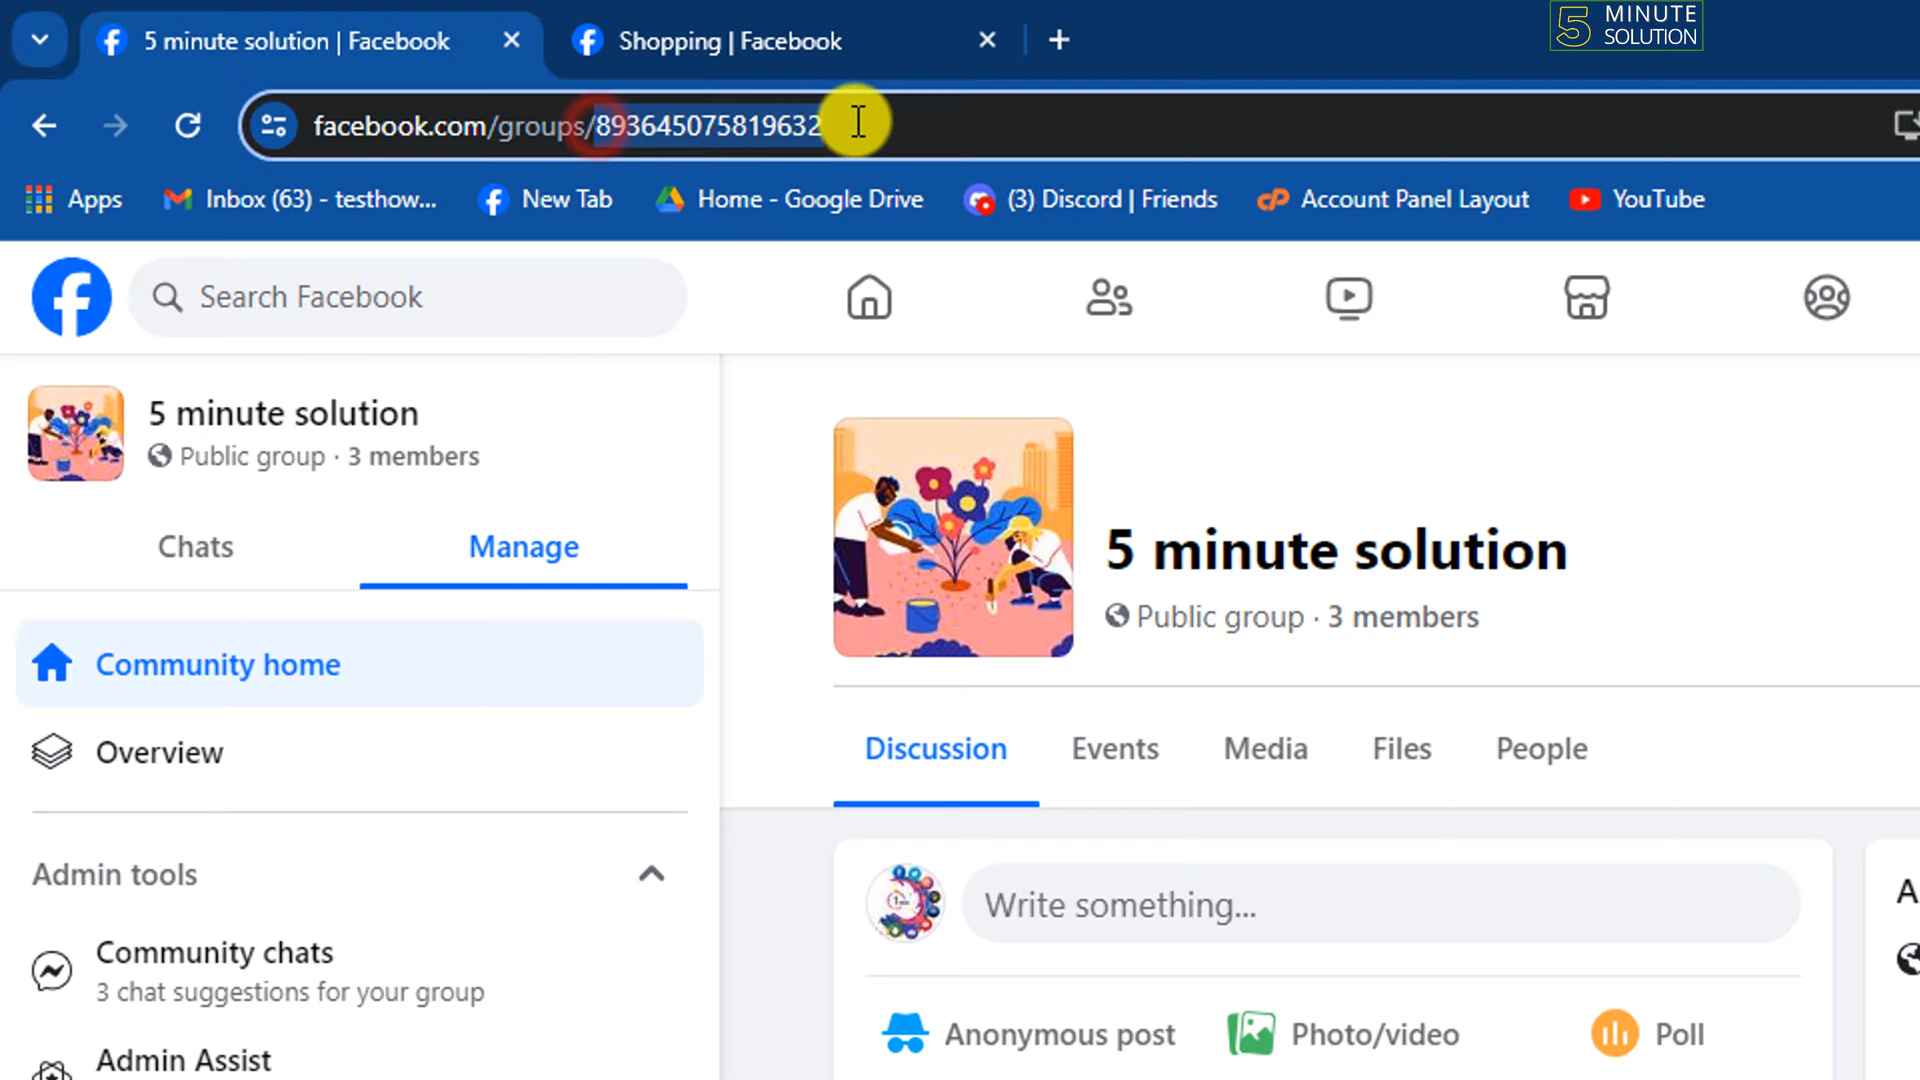 5 MINUTE SOLUTION
5 minute solution | Facebook
Shopping | Facebook
facebook.com/groups/893645075819632
Apps
Inbox (63) - testhow...
New Tab
Home - Google Drive
(3) Discord | Friends
cP Account Panel Layout
YouTube
Search Facebook
5 minute solution
Public group · 3 members
Chats
Manage
Community home
Overview
Admin tools
Community chats
3 chat suggestions for your group
Admin Assist
5 minute solution
Public group · 3 members
Discussion
Events
Media
Files
People
Write something...
Anonymous post
Photo/video
Poll
A